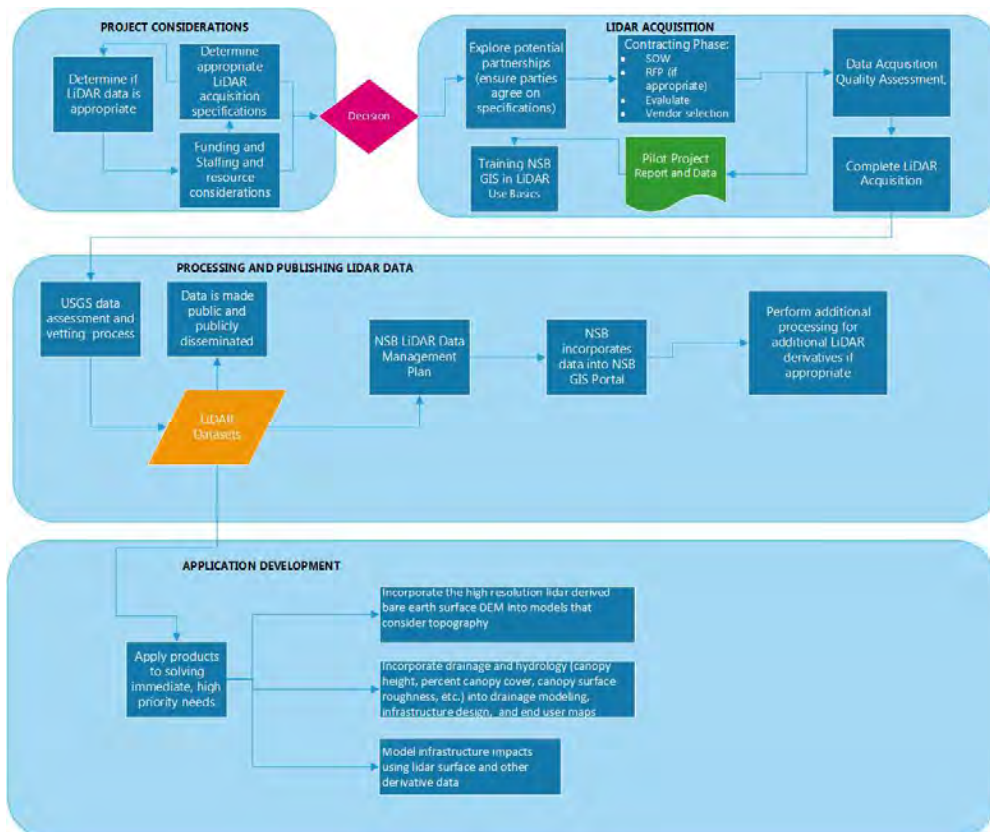 PROJECT CONSIDERATIONS
Determine if
LiDAR data is
appropriate
Determine
appropriate
LiDAR
acquisition
specifications
Funding and
Staffing and
resource
considerations
Decision
LIDAR ACQUISITION
Explore potential
partnerships
(ensure parties
agree on
specifications)
Contracting Phase:
• SOW
• RFP (if
appropriate)
• Evaluate
• Vendor selection
Data Acquisition
Quality Assessment.
Training NSB
GIS in LiDAR
Use Basics
Pilot Project
Report and Data
Complete LiDAR
Acquisition
PROCESSING AND PUBLISHING LIDAR DATA
USGS data
assessment and
vetting process
Data is made
public and
publicly
disseminated
NSB LiDAR Data
Management
Plan
NSB
incorporates
data into NSB
GIS Portal
Perform additional
processing for
additional LiDAR
derivatives if
appropriate
LiDAR
Datasets
APPLICATION DEVELOPMENT
Apply products
to solving
immediate, high
priority needs
Incorporate the high resolution lidar derived
bare earth surface DEM into models that
consider topography
Incorporate drainage and hydrology (canopy
height, percent canopy cover, canopy surface
roughness, etc.) into drainage modeling,
infrastructure design, and end user maps
Model infrastructure impacts
using lidar surface and other
derivative data